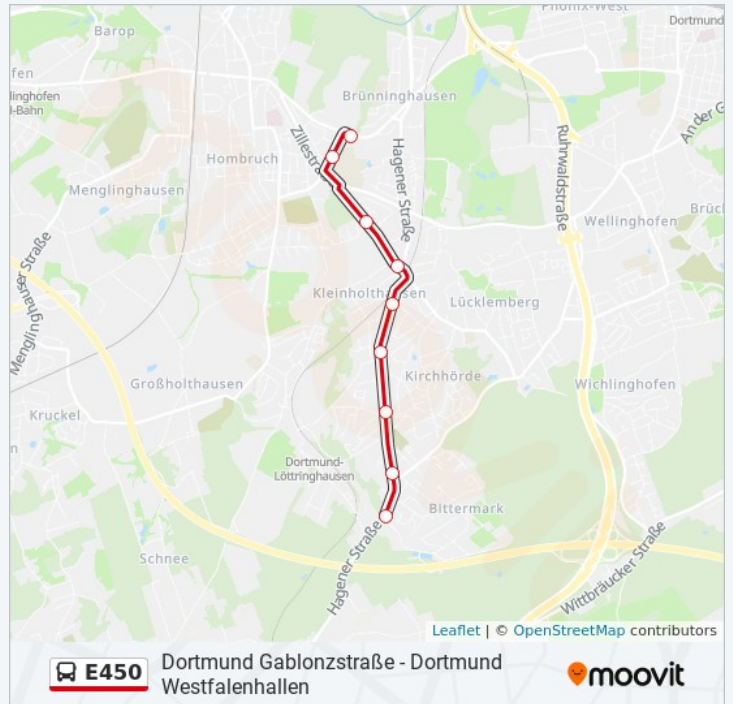 Phönix-West
Dortmund
Barop
fen
linghofen
l-Bahn
Brünninghausen
An der G
Zillestraß
Hombruch
Hagener Straße
Ruhrwaldstraße
Menglinghausen
Brüc
Wellinghofen
Menglinghauser Straße
Kleinholthausen
Lücklemberg
Kirchhörde
Großholthausen
Wichlinghofen
Kruckel
n
Dortmund-
Löttringhausen
Bittermark
Schnee
Hagener Straße
Wittbräucker Straße
Leaflet | © OpenStreetMap contributors
E450
Dortmund Gablonzstraße - Dortmund
Westfalenhallen
moovit